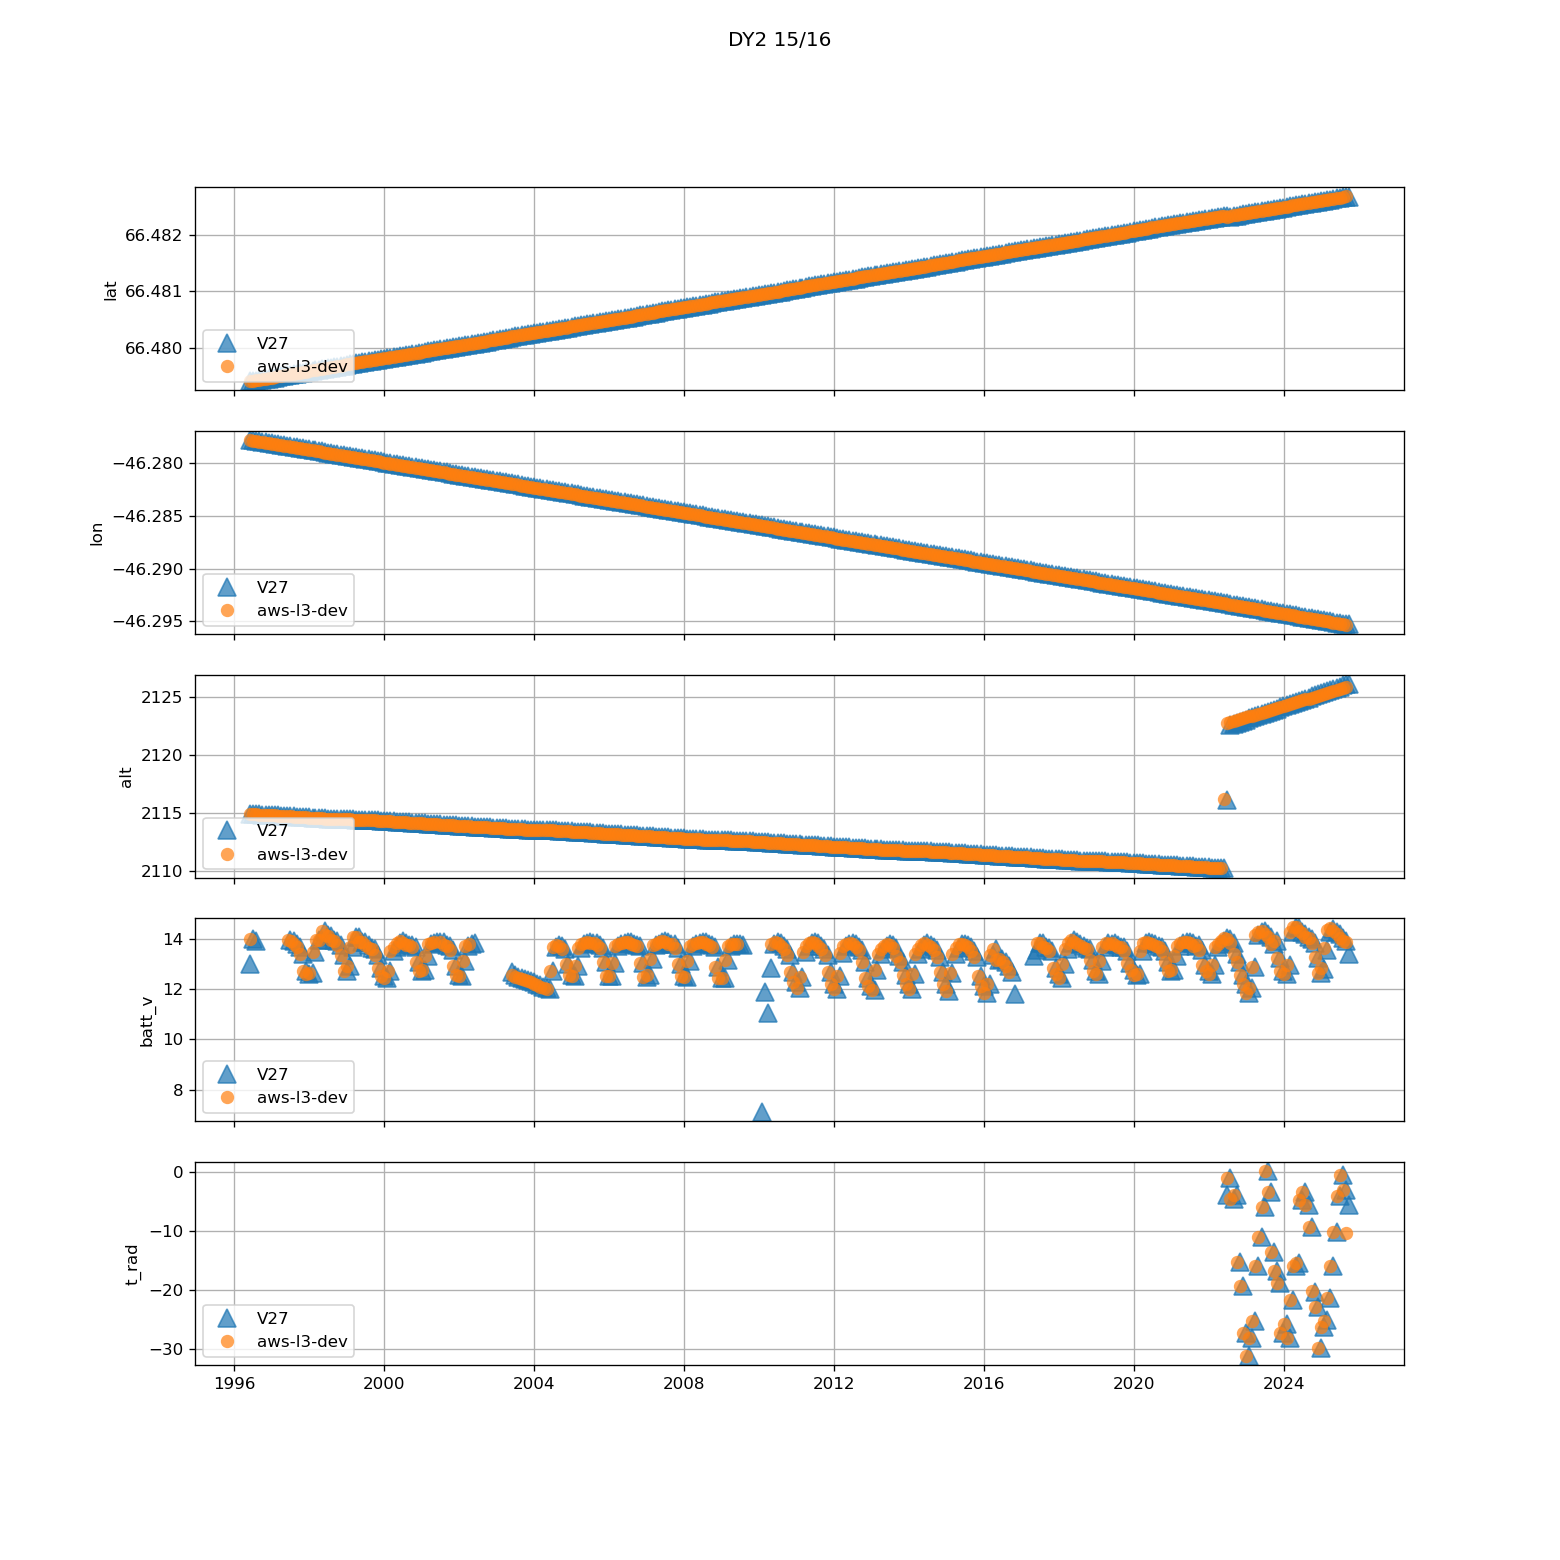 DY2 15/16
66.482
66.481
66.480
lat
V27
aws-l3-dev
−46.280
−46.285
−46.290
−46.295
lon
V27
aws-l3-dev
2125
2120
2115
2110
alt
V27
aws-l3-dev
14
12
10
8
batt_v
V27
aws-l3-dev
0
−10
−20
−30
t_rad
V27
aws-l3-dev
1996 2000 2004 2008 2012 2016 2020 2024